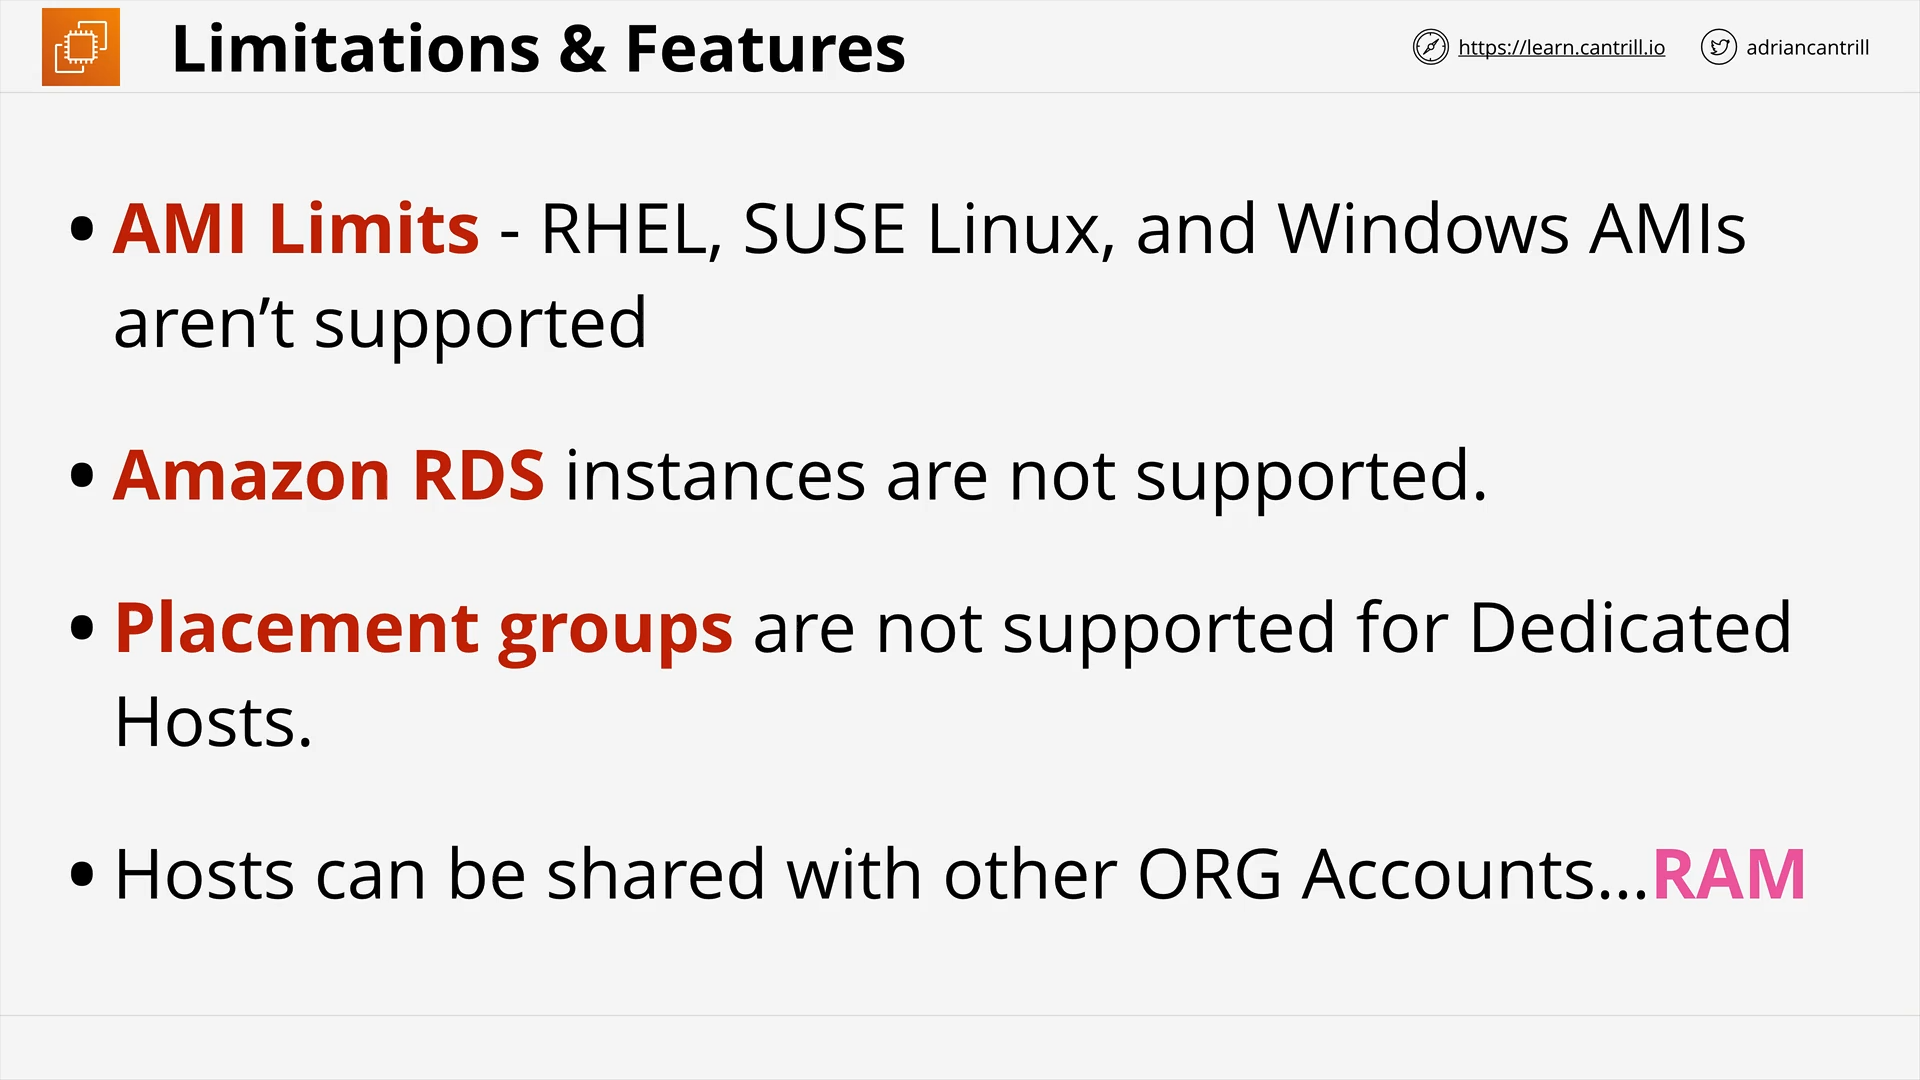 Limitations & Features
https://learn.cantrill.io
adriancantrill
• AMI Limits - RHEL, SUSE Linux, and Windows AMIs
aren’t supported
• Amazon RDS instances are not supported.
• Placement groups are not supported for Dedicated
Hosts.
• Hosts can be shared with other ORG Accounts...RAM